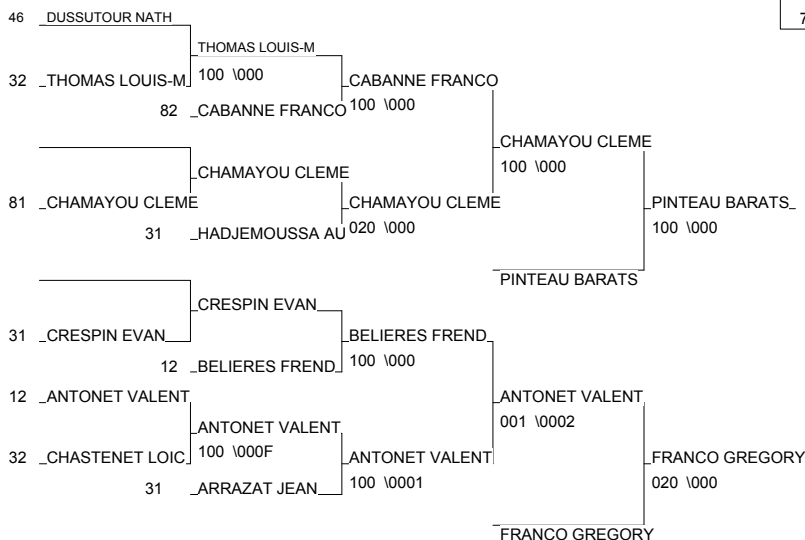 46 DUSSUTOUR NATH
7
THOMAS LOUIS-M
32 THOMAS LOUIS-M 100 \000
CABANNE FRANCO
82 CABANNE FRANCO 100 \000
CHAMAYOU CLEME
100 \000
CHAMAYOU CLEME
81 CHAMAYOU CLEME
CHAMAYOU CLEME
PINTEAU BARATS
31 HADJEMOUSSA AU 020 \000
100 \000
PINTEAU BARATS
CRESPIN EVAN
31 CRESPIN EVAN
BELIERES FREND
12 BELIERES FREND 100 \000
12 ANTONET VALENT
ANTONET VALENT
001 \0002
ANTONET VALENT
32 CHASTENET LOIC 100 \000F
ANTONET VALENT
FRANCO GREGORY
31 ARRAZAT JEAN 100 \0001
020 \000
FRANCO GREGORY